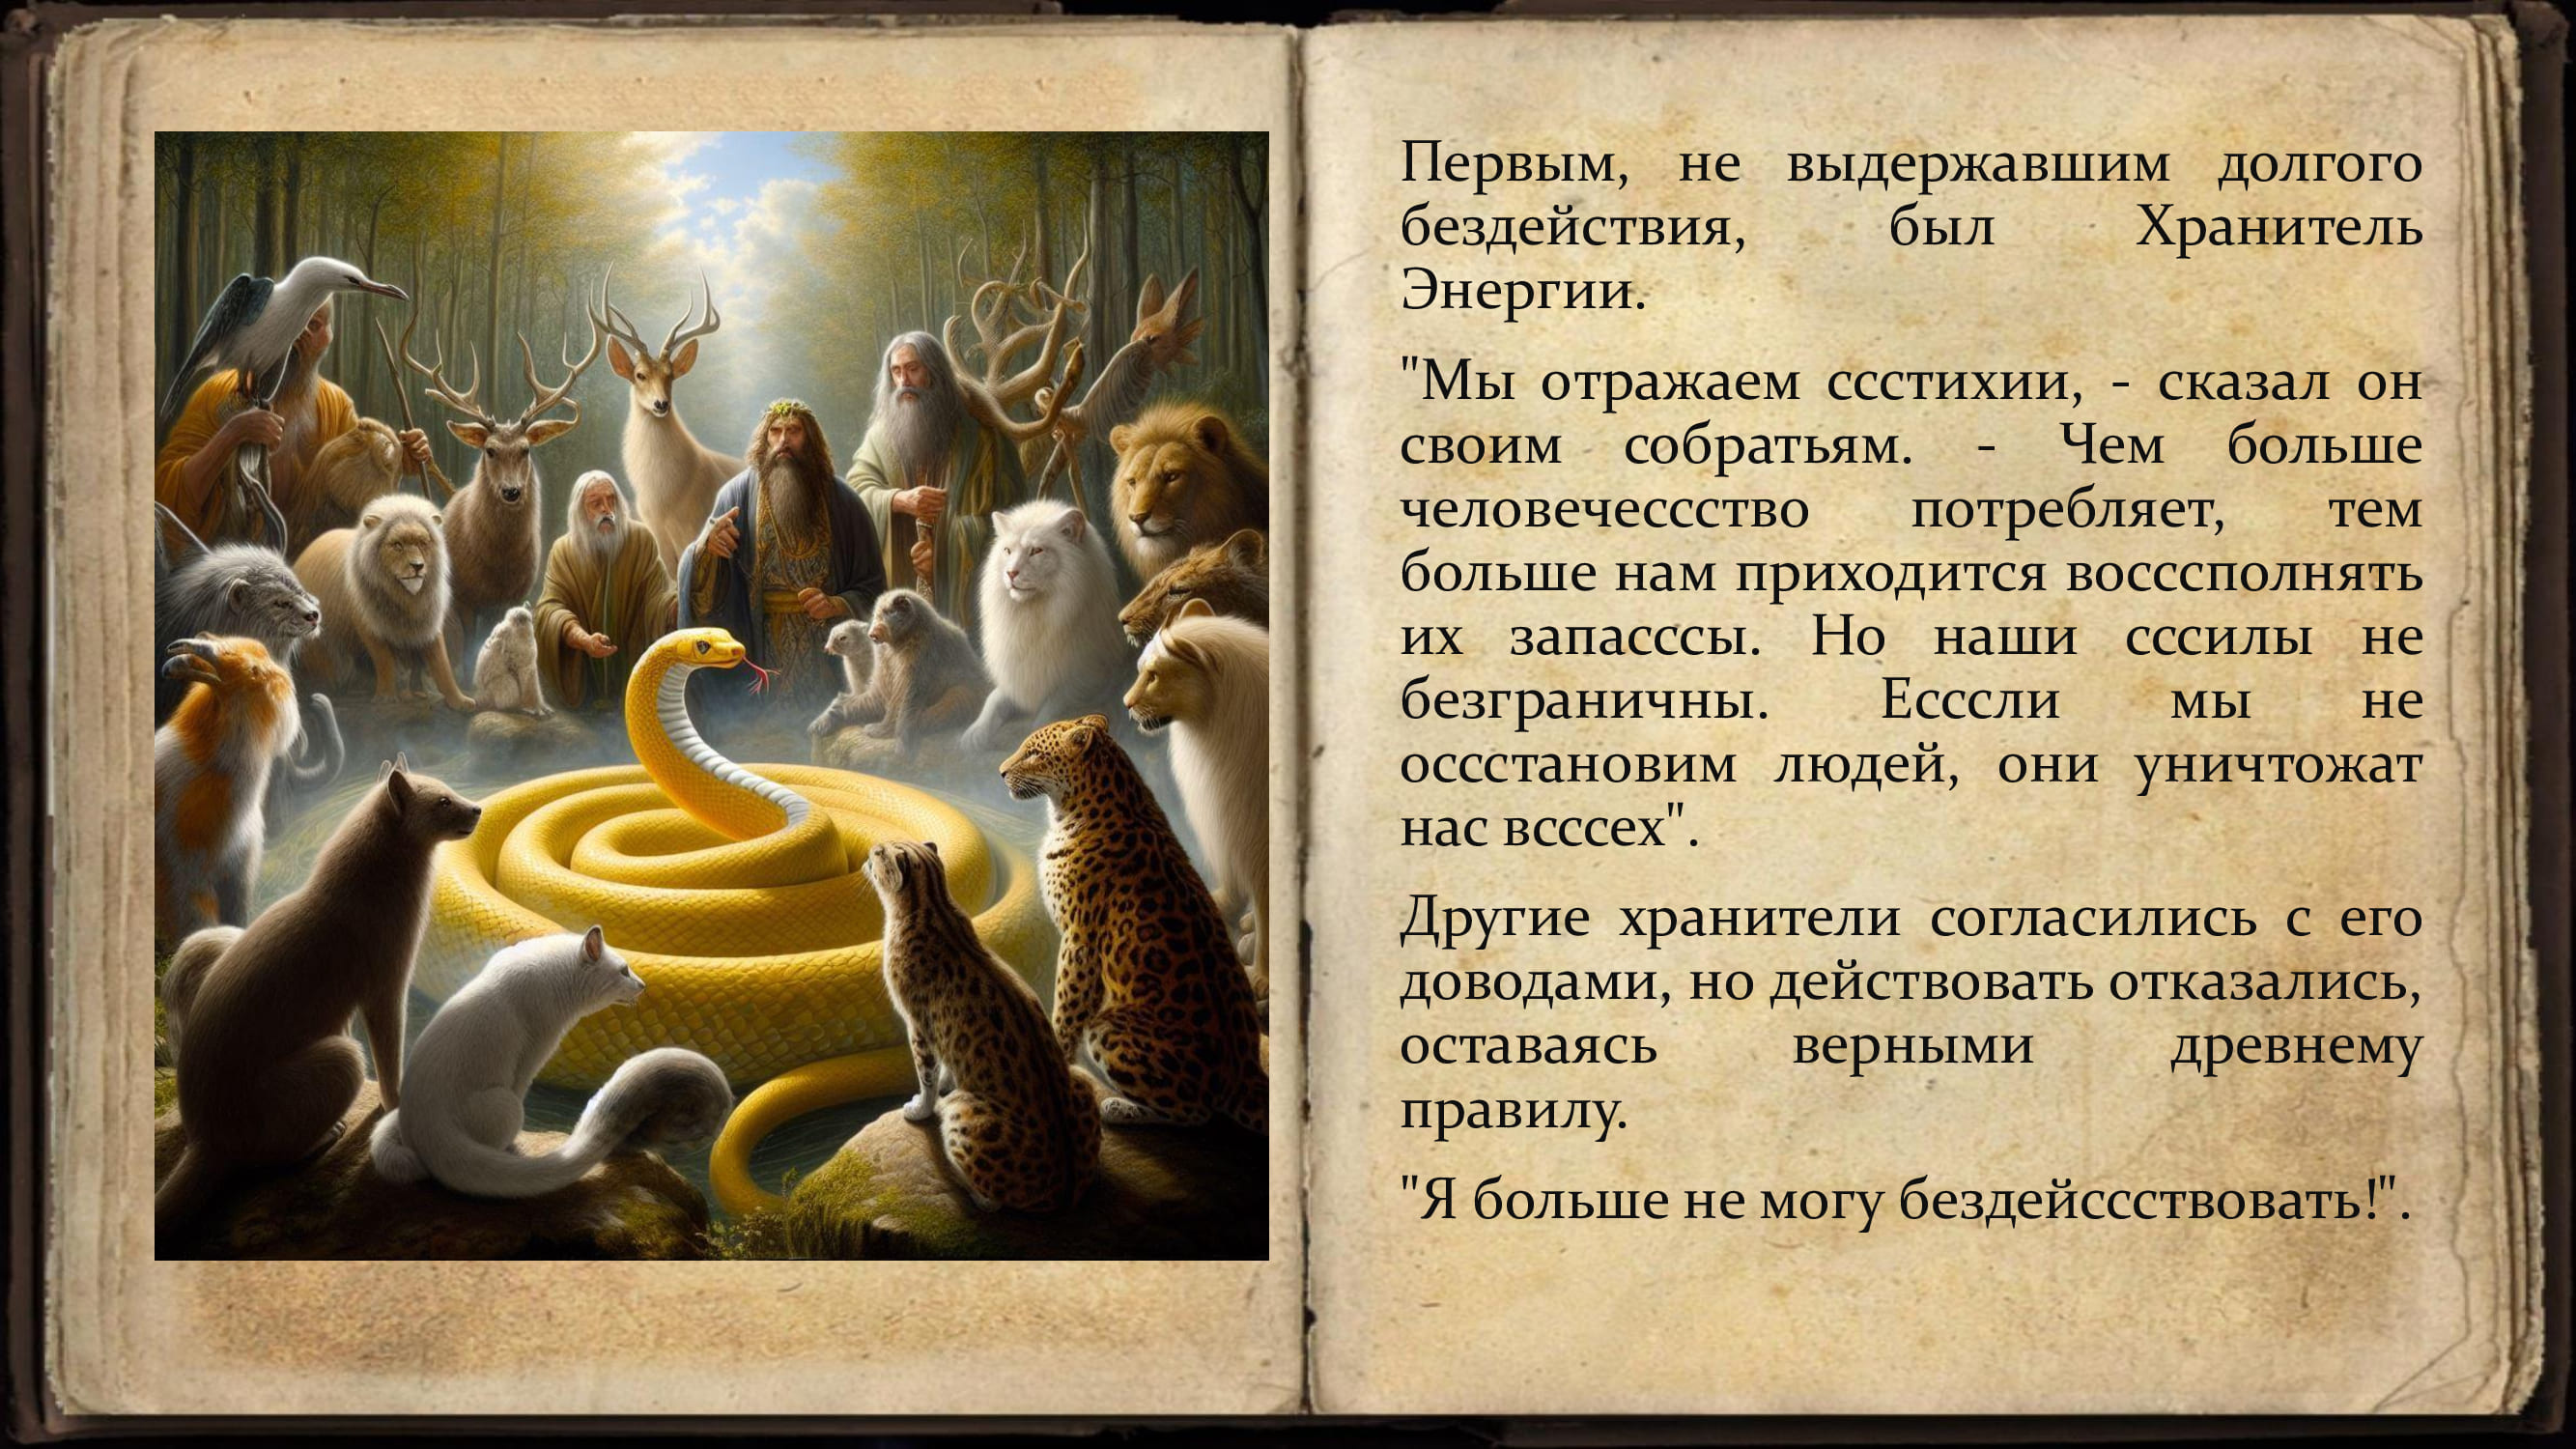 Первым, не выдержавшим долгого
бездействия, был Хранитель
Энергии.
"Мы отражаем ссстихии, - сказал он
своим собратьям. - Чем больше
человечессство потребляет, тем
больше нам приходится восссполнять
их запасссы. Но наши сссилы не
безграничны. Есссли мы не
оссстановим людей, они уничтожат
нас всссех".
Другие хранители согласились с его
доводами, но действовать отказались,
оставаясь верными древнему
правилу.
"Я больше не могу бездейссствовать!".